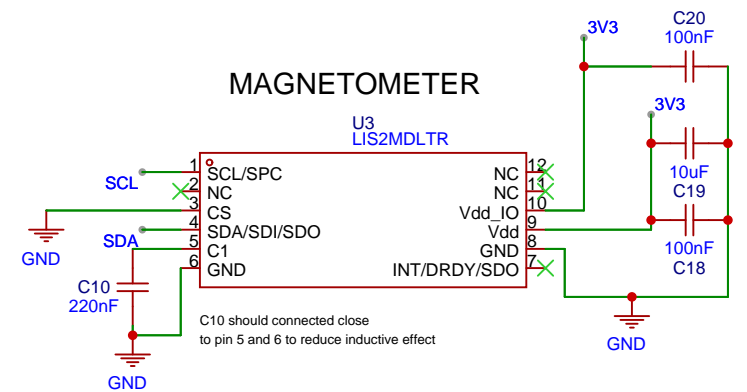 C20
100nF
3V3
MAGNETOMETER
3V3
U3
LIS2MDLTR
10uF
C19
100nF
C18
SCL
1 SCL/SPC
2 NC
3 CS
4 SDA/SDI/SDO
5 C1
6 GND
NC 12
NC 11
Vdd_IO 10
Vdd 9
GND 8
INT/DRDY/SDO 7
SDA
GND
C10
220nF
C10 should connected close
to pin 5 and 6 to reduce inductive effect
GND
GND